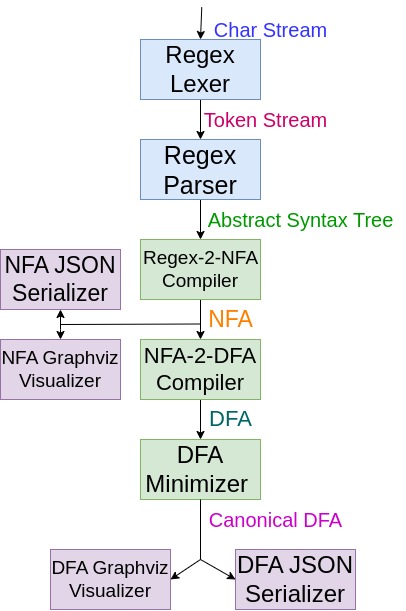 Char Stream
Regex
Lexer
Token Stream
Regex
Parser
Abstract Syntax Tree
Regex-2-NFA
Compiler
NFA JSON
Serializer
NFA
NFA Graphviz
Visualizer
NFA-2-DFA
Compiler
DFA
DFA
Minimizer
Canonical DFA
DFA Graphviz
Visualizer
DFA JSON
Serializer